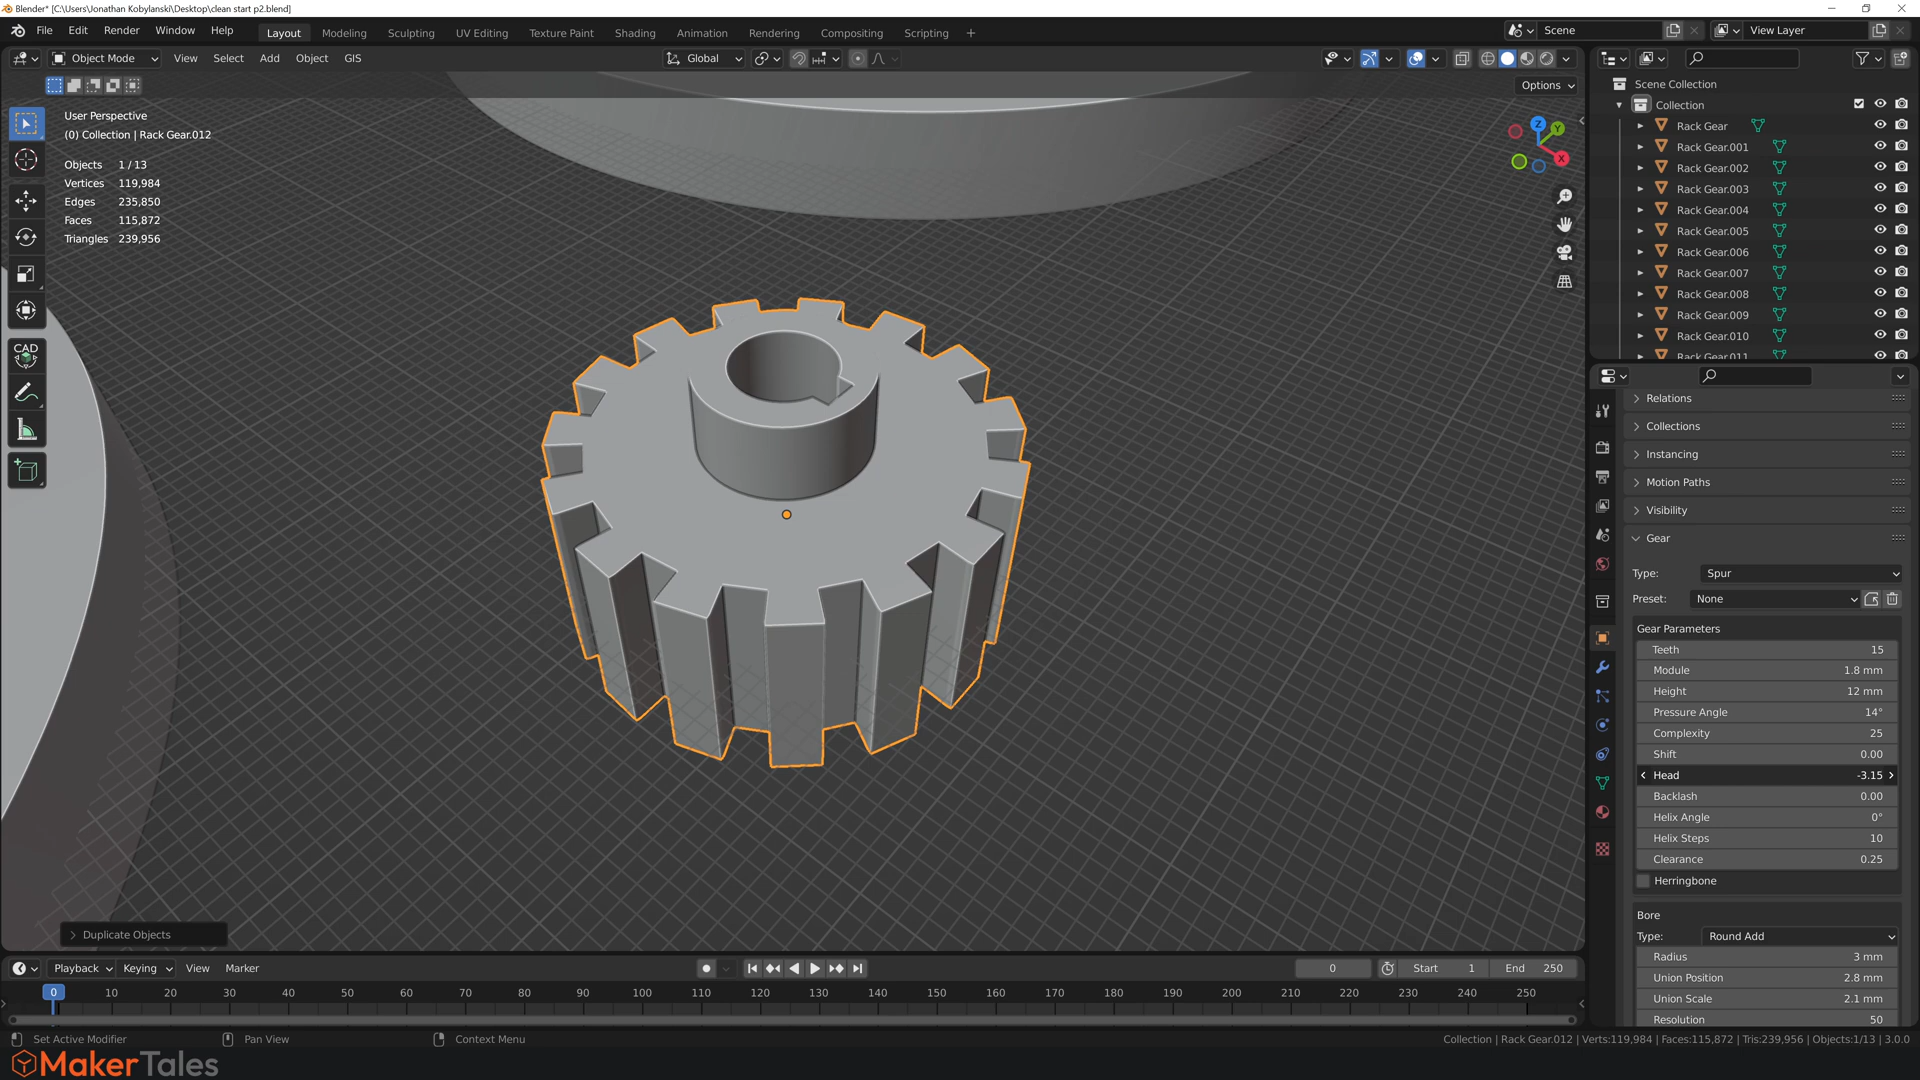 Blender* [C:\Users\Jonathan Kobylanski\Desktop\clean start p2.blend]
File Edit Render Window Help Layout Modeling Sculpting UV Editing Texture Paint Shading Animation Rendering Compositing Scripting + Scene View Layer
Object Mode View Select Add Object GIS Global
Options
User Perspective
(0) Collection | Rack Gear.012
Objects 1 / 13
Vertices 119,984
Edges 235,850
Faces 115,872
Triangles 239,956
CAD
Z
Y
X
Scene Collection
Collection
Rack Gear
Rack Gear.001
Rack Gear.002
Rack Gear.003
Rack Gear.004
Rack Gear.005
Rack Gear.006
Rack Gear.007
Rack Gear.008
Rack Gear.009
Rack Gear.010
Rack Gear.011
Relations
Collections
Instancing
Motion Paths
Visibility
Gear
Type: Spur
Preset: None
Gear Parameters
Teeth 15
Module 1.8 mm
Height 12 mm
Pressure Angle 14°
Complexity 25
Shift 0.00
Head -3.15
Backlash 0.00
Helix Angle 0°
Helix Steps 10
Clearance 0.25
Herringbone
Bore
Type: Round Add
Radius 3 mm
Union Position 2.8 mm
Union Scale 2.1 mm
Resolution 50
Duplicate Objects
Playback Keying View Marker 0 Start 1 End 250
0 10 20 30 40 50 60 70 80 90 100 110 120 130 140 150 160 170 180 190 200 210 220 230 240 250
Set Active Modifier Pan View Context Menu Collection | Rack Gear.012 | Verts:119,984 | Faces:115,872 | Tris:239,956 | Objects:1/13 | 3.0.0
MakerTales